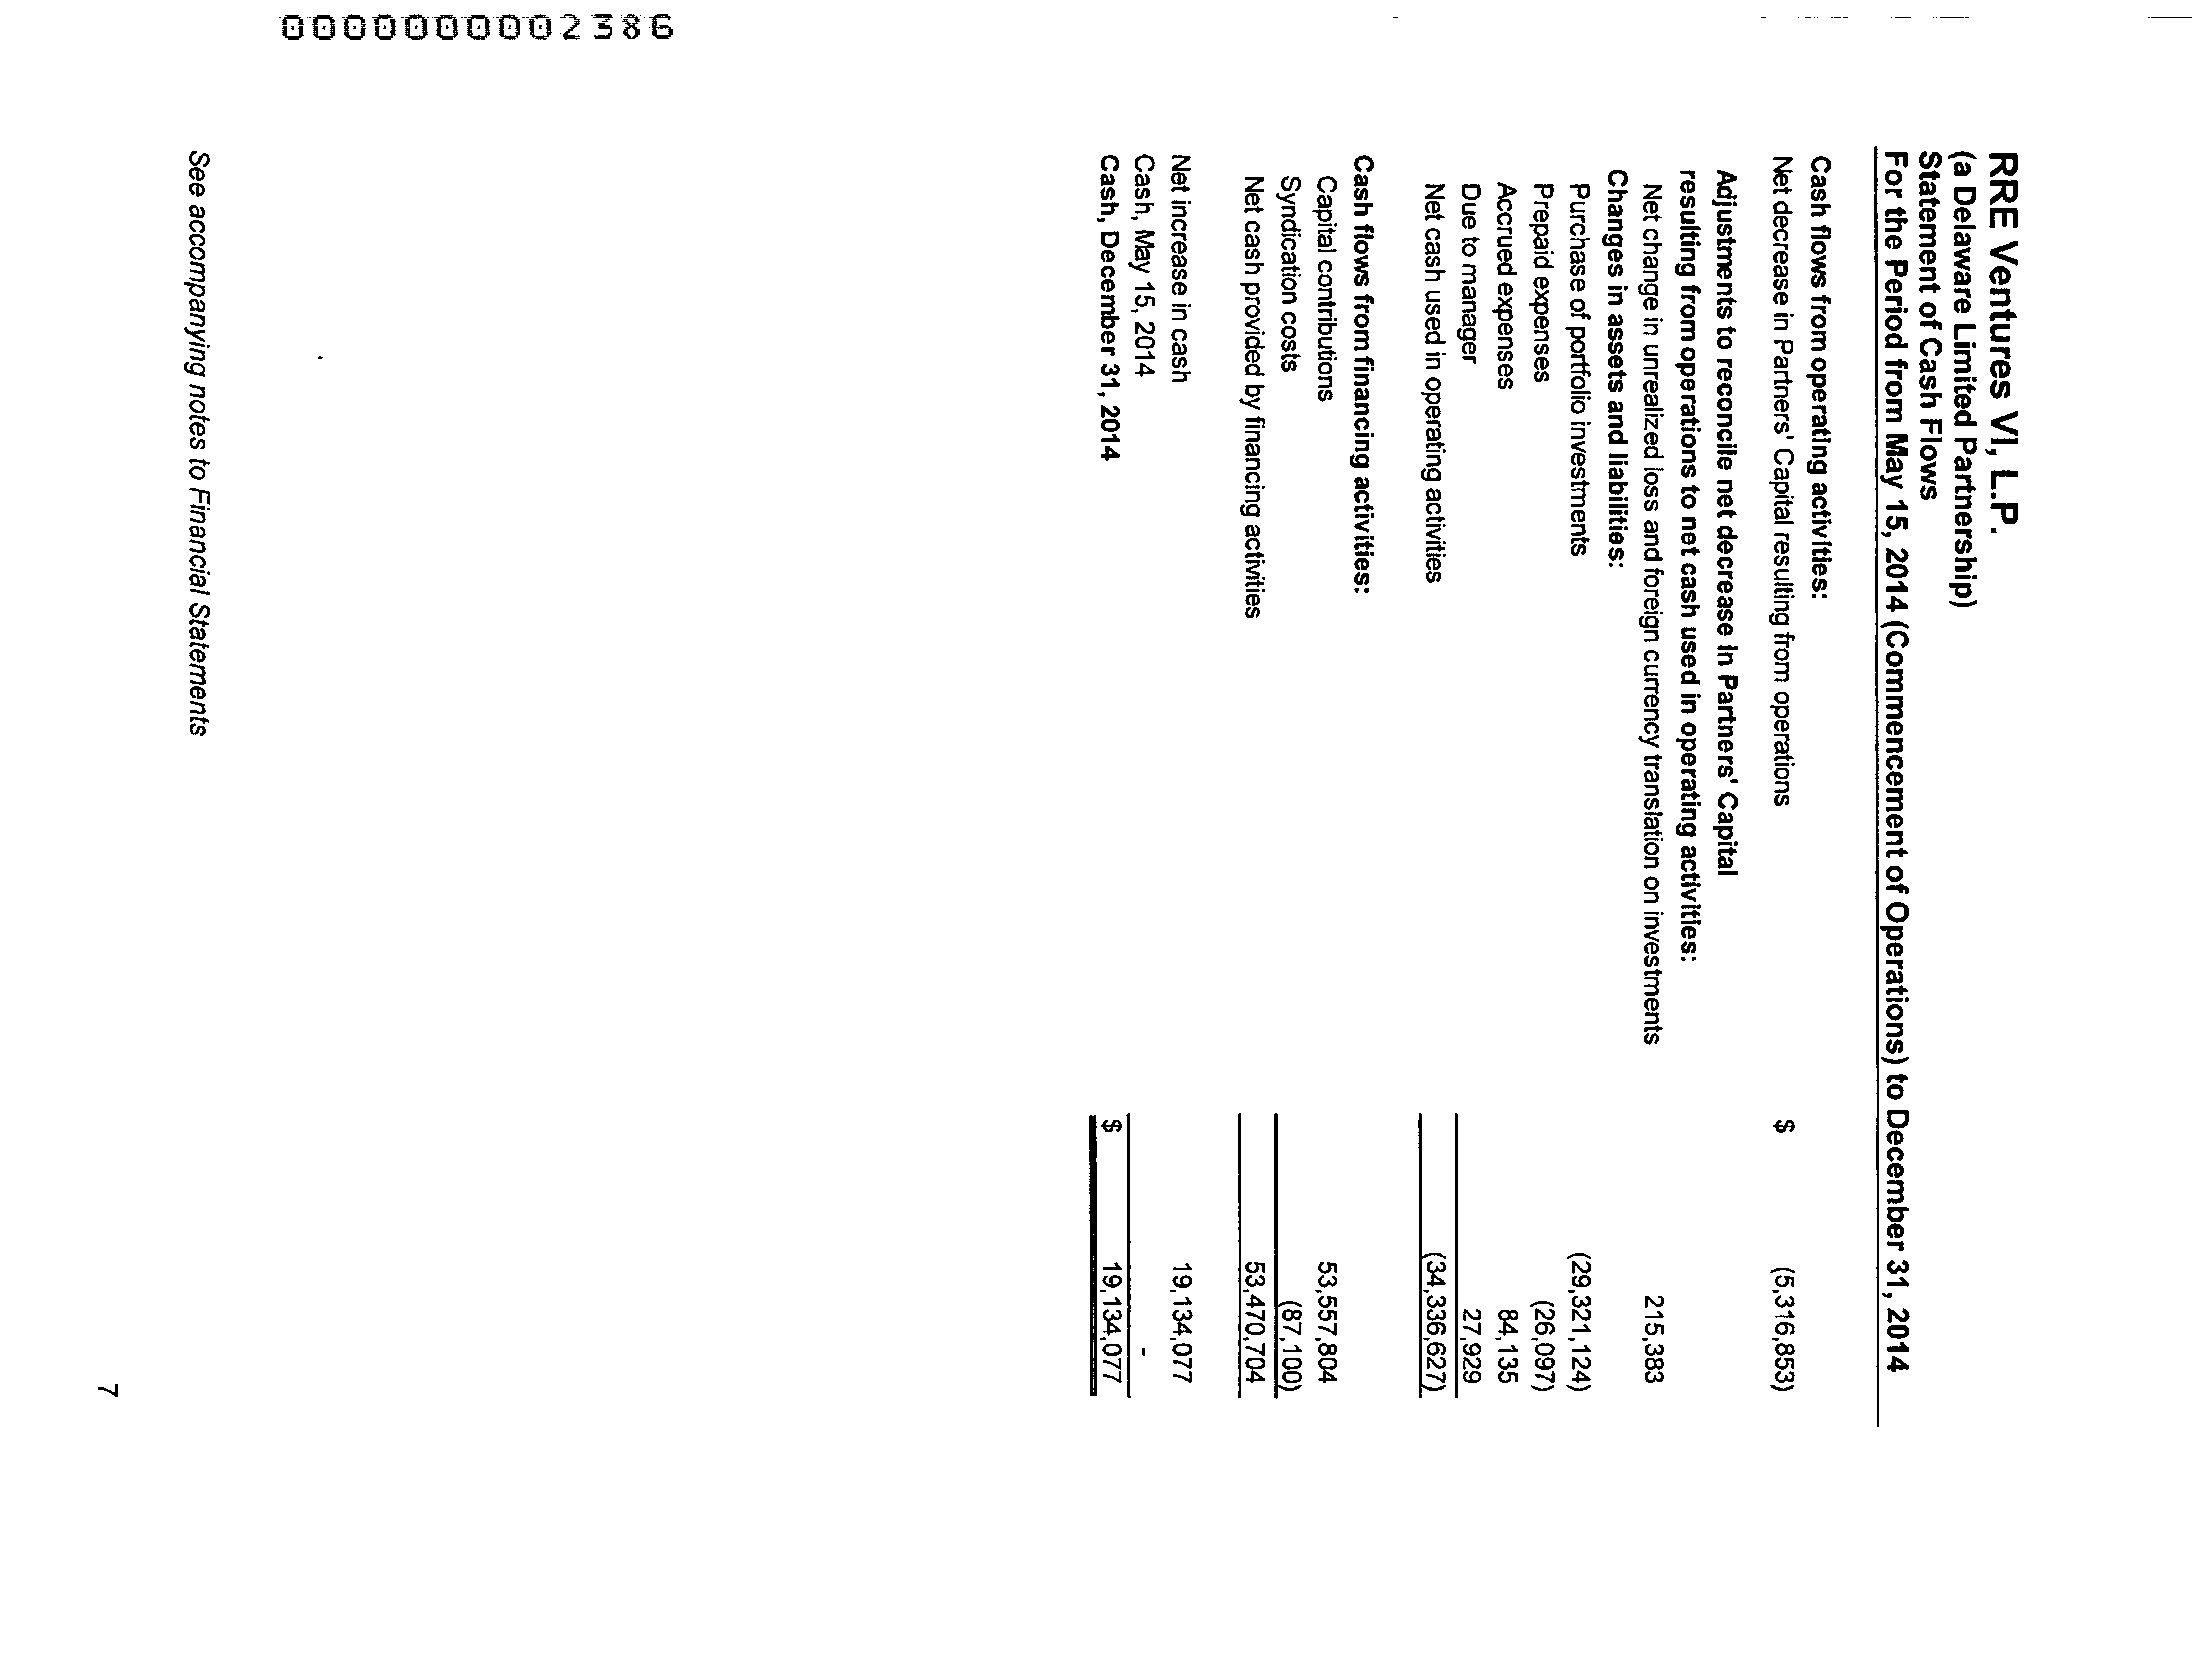 RRE Ventures VI, L.P.
(a Delaware Limited Partnership)
Statement of Cash Flows
For the Period from May 15, 2014 (Commencement of Operations) to December 31, 2014
Cash flows from operating activities:
Net decrease in Partners' Capital resulting from operations $ (5,316,853)
Adjustments to reconcile net decrease in Partners' Capital
resulting from operations to net cash used in operating activities:
Net change in unrealized loss and foreign currency translation on investments 215,383
Changes in assets and liabilities:
Purchase of portfolio investments (29,321,124)
Prepaid expenses (26,097)
Accrued expenses 84,135
Due to manager 27,929
Net cash used in operating activities (34,336,627)
Cash flows from financing activities:
Capital contributions 53,557,804
Syndication costs (87,100)
Net cash provided by financing activities 53,470,704
Net increase in cash 19,134,077
Cash, May 15, 2014 -
Cash, December 31, 2014 $ 19,134,077
See accompanying notes to Financial Statements
7
0000000002386